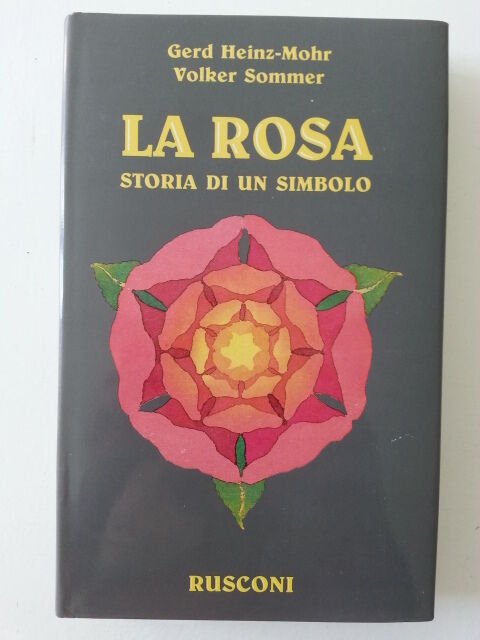 Gerd Heinz-Mohr
Volker Sommer
LA ROSA
STORIA DI UN SIMBOLO
RUSCONI